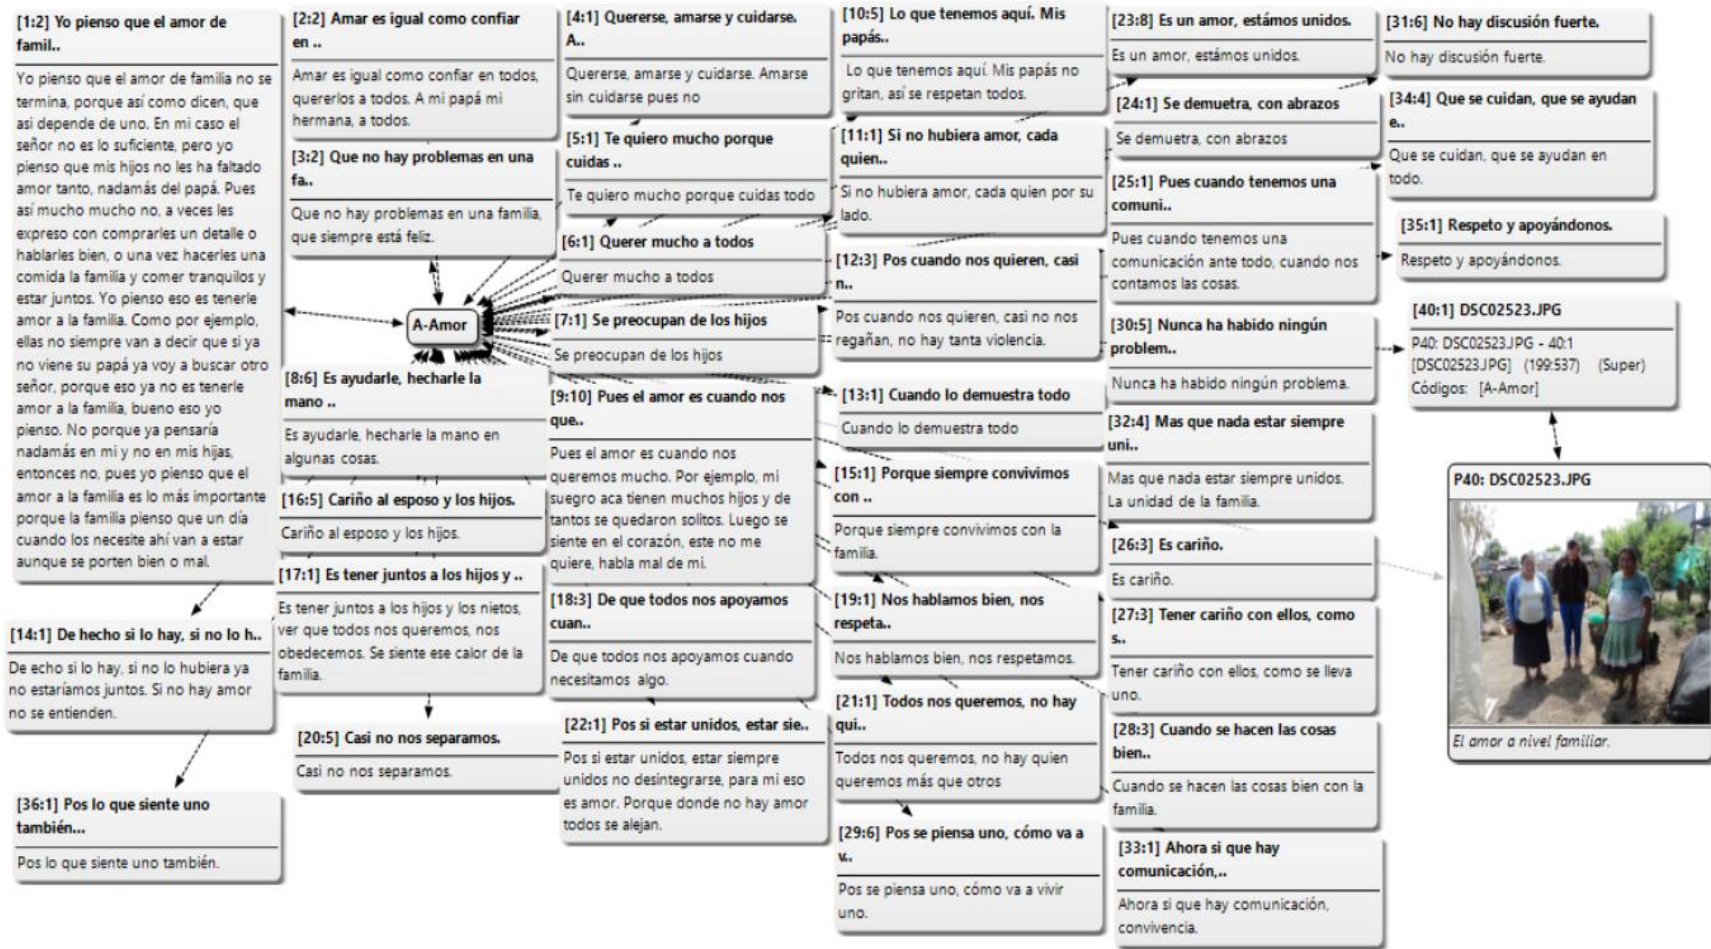 [1:2] Yo pienso que el amor de
famil..
Yo pienso que el amor de familia no se
termina, porque así como dicen, que
asi depende de uno. En mi caso el
señor no es lo suficiente, pero yo
pienso que mis hijos no les ha faltado
amor tanto, nadamás del papá. Pues
así mucho mucho no, a veces les
expreso con comprarles un detalle o
hablarles bien, o una vez hacerles una
comida la familia y comer tranquilos y
estar juntos. Yo pienso eso es tenerle
amor a la familia. Como por ejemplo,
ellas no siempre van a decir que si ya
no viene su papá ya voy a buscar otro
señor, porque eso ya no es tenerle
amor a la familia, bueno eso yo
pienso. No porque ya pensaría
nadamás en mi y no en mis hijas,
entonces no, pues yo pienso que el
amor a la familia es lo más importante
porque la familia pienso que un día
cuando los necesite ahí van a estar
aunque se porten bien o mal.
[14:1] De hecho si lo hay, si no lo h..
De echo si lo hay, si no lo hubiera ya
no estaríamos juntos. Si no hay amor
no se entienden.
[36:1] Pos lo que siente uno
también...
Pos lo que siente uno también.
[2:2] Amar es igual como confiar
en ..
Amar es igual como confiar en todos,
quererlos a todos. A mi papá mi
hermana, a todos.
[3:2] Que no hay problemas en una
fa..
Que no hay problemas en una familia,
que siempre está feliz.
A-Amor
[8:6] Es ayudarle, hecharle la
mano ..
Es ayudarle, hecharle la mano en
algunas cosas.
[16:5] Cariño al esposo y los hijos.
Cariño al esposo y los hijos.
[17:1] Es tener juntos a los hijos y ..
Es tener juntos a los hijos y los nietos,
ver que todos nos queremos, nos
obedecemos. Se siente ese calor de la
familia.
[20:5] Casi no nos separamos.
Casi no nos separamos.
[4:1] Quererse, amarse y cuidarse.
A..
Quererse, amarse y cuidarse. Amarse
sin cuidarse pues no
[5:1] Te quiero mucho porque
cuidas ..
Te quiero mucho porque cuidas todo
[6:1] Querer mucho a todos
Querer mucho a todos
[7:1] Se preocupan de los hijos
Se preocupan de los hijos
[9:10] Pues el amor es cuando nos
que..
Pues el amor es cuando nos
queremos mucho. Por ejemplo, mi
suegro aca tienen muchos hijos y de
tantos se quedaron solitos. Luego se
siente en el corazón, este no me
quiere, habla mal de mi.
[18:3] De que todos nos apoyamos
cuan..
De que todos nos apoyamos cuando
necesitamos algo.
[22:1] Pos si estar unidos, estar sie..
Pos si estar unidos, estar siempre
unidos no desintegrarse, para mi eso
es amor. Porque donde no hay amor
todos se alejan.
[10:5] Lo que tenemos aquí. Mis
papás..
Lo que tenemos aquí. Mis papás no
gritan, así se respetan todos.
[11:1] Si no hubiera amor, cada
quien..
Si no hubiera amor, cada quien por su
lado.
[12:3] Pos cuando nos quieren, casi
n..
Pos cuando nos quieren, casi no nos
regañan, no hay tanta violencia.
[13:1] Cuando lo demuestra todo
Cuando lo demuestra todo
[15:1] Porque siempre convivimos
con ..
Porque siempre convivimos con la
familia.
[19:1] Nos hablamos bien, nos
respeta..
Nos hablamos bien, nos respetamos.
[21:1] Todos nos queremos, no hay
qui..
Todos nos queremos, no hay quien
queremos más que otros
[29:6] Pos se piensa uno, cómo va a
v..
Pos se piensa uno, cómo va a vivir
uno.
[23:8] Es un amor, estámos unidos.
Es un amor, estámos unidos.
[24:1] Se demuetra, con abrazos
Se demuetra, con abrazos
[25:1] Pues cuando tenemos una
comuni..
Pues cuando tenemos una
comunicación ante todo, cuando nos
contamos las cosas.
[30:5] Nunca ha habido ningún
problem..
Nunca ha habido ningún problema.
[32:4] Mas que nada estar siempre
uni..
Mas que nada estar siempre unidos.
La unidad de la familia.
[26:3] Es cariño.
Es cariño.
[27:3] Tener cariño con ellos, como
s..
Tener cariño con ellos, como se lleva
uno.
[28:3] Cuando se hacen las cosas
bien..
Cuando se hacen las cosas bien con la
familia.
[33:1] Ahora si que hay
comunicación,..
Ahora si que hay comunicación,
convivencia.
[31:6] No hay discusión fuerte.
No hay discusión fuerte.
[34:4] Que se cuidan, que se ayudan
e..
Que se cuidan, que se ayudan en
todo.
[35:1] Respeto y apoyándonos.
Respeto y apoyándonos.
[40:1] DSC02523.JPG
P40: DSC02523.JPG - 40:1
[DSC02523.JPG] (199:537) (Super)
Códigos: [A-Amor]
P40: DSC02523.JPG
El amor a nivel familiar.